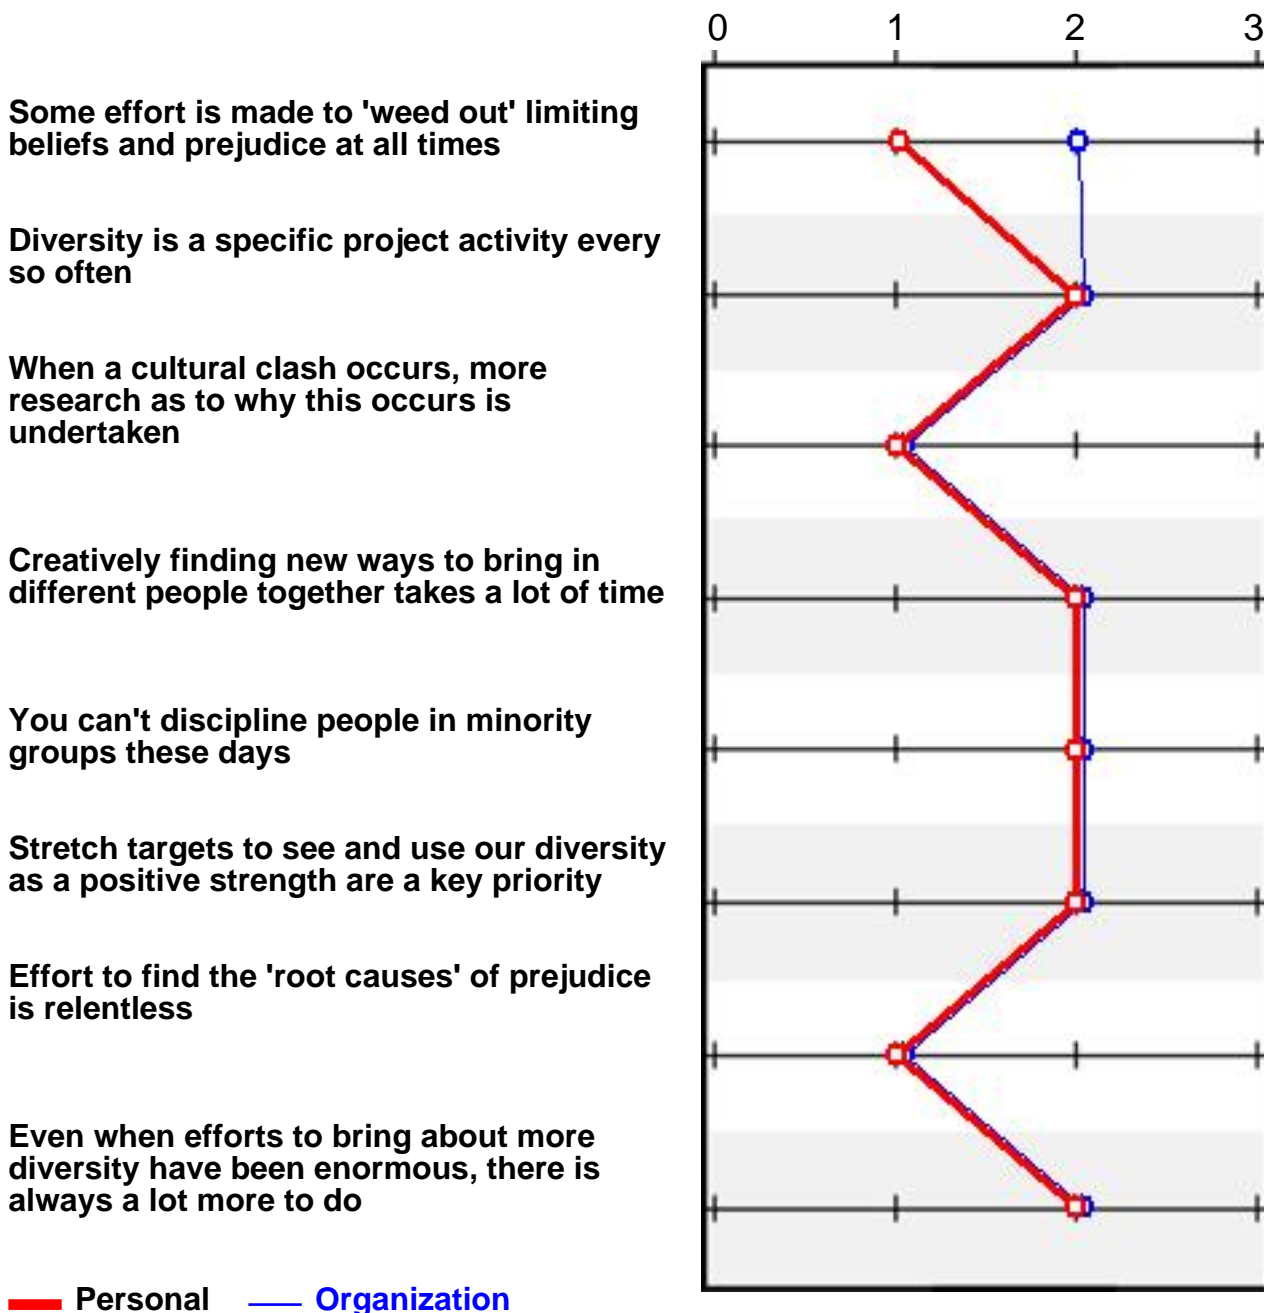 0 1 2 3
Some effort is made to 'weed out' limiting
beliefs and prejudice at all times
Diversity is a specific project activity every
so often
When a cultural clash occurs, more
research as to why this occurs is
undertaken
Creatively finding new ways to bring in
different people together takes a lot of time
You can't discipline people in minority
groups these days
Stretch targets to see and use our diversity
as a positive strength are a key priority
Effort to find the 'root causes' of prejudice
is relentless
Even when efforts to bring about more
diversity have been enormous, there is
always a lot more to do
Personal Organization